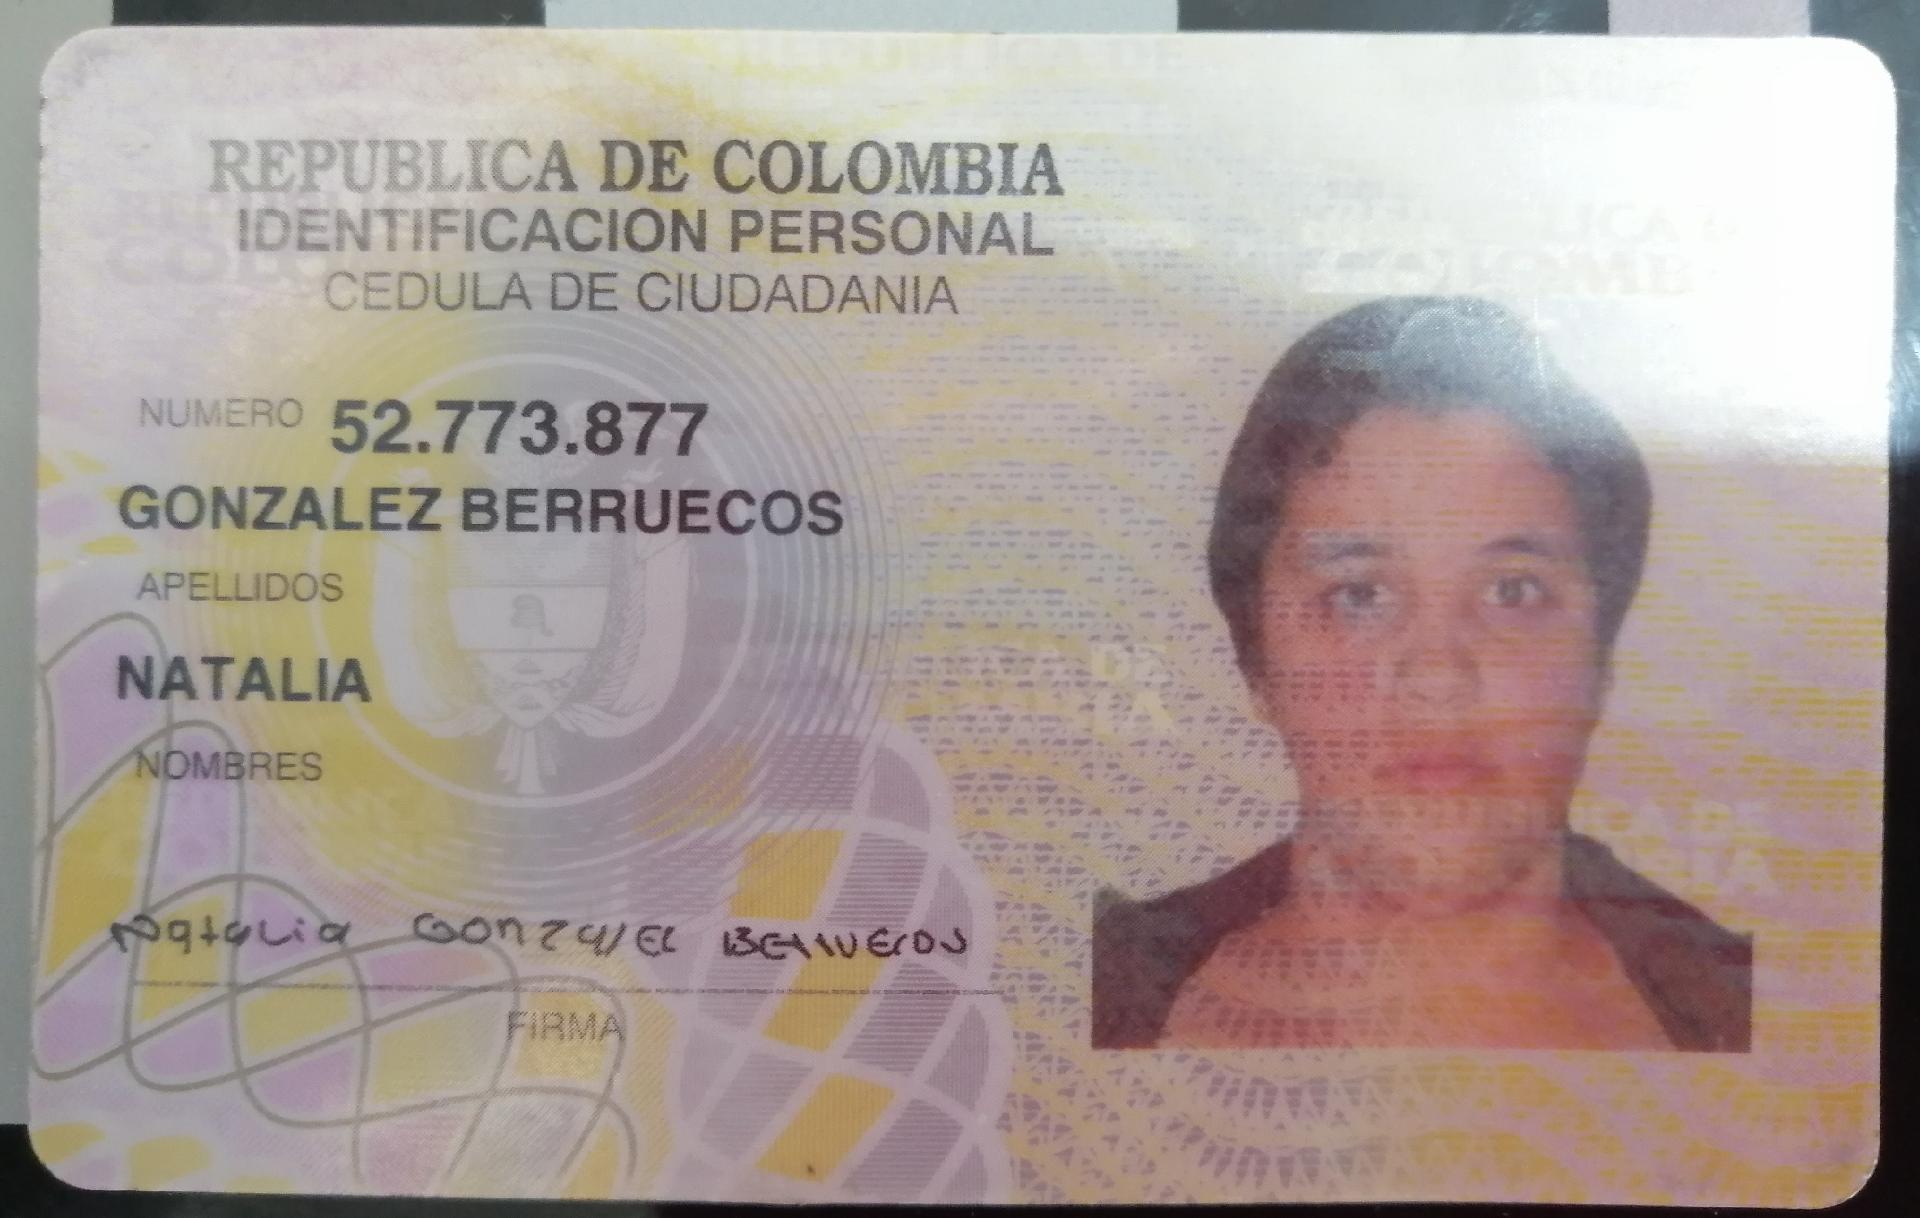 REPUBLICA DE COLOMBIA
IDENTIFICACION PERSONAL
CEDULA DE CIUDADANIA
NUMERO 52.773.877
GONZALEZ BERRUECOS
APELLIDOS
NATALIA
NOMBRES
Natalia Gonzalez Berruecos
FIRMA